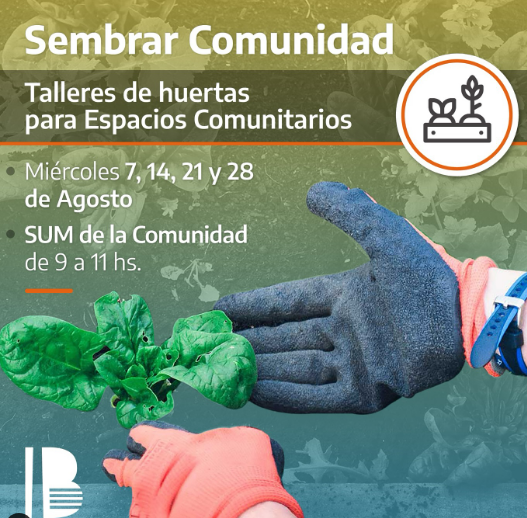 Sembrar Comunidad
Talleres de huertas
para Espacios Comunitarios
Miércoles 7, 14, 21 y 28
de Agosto
SUM de la Comunidad
de 9 a 11 hs.
B